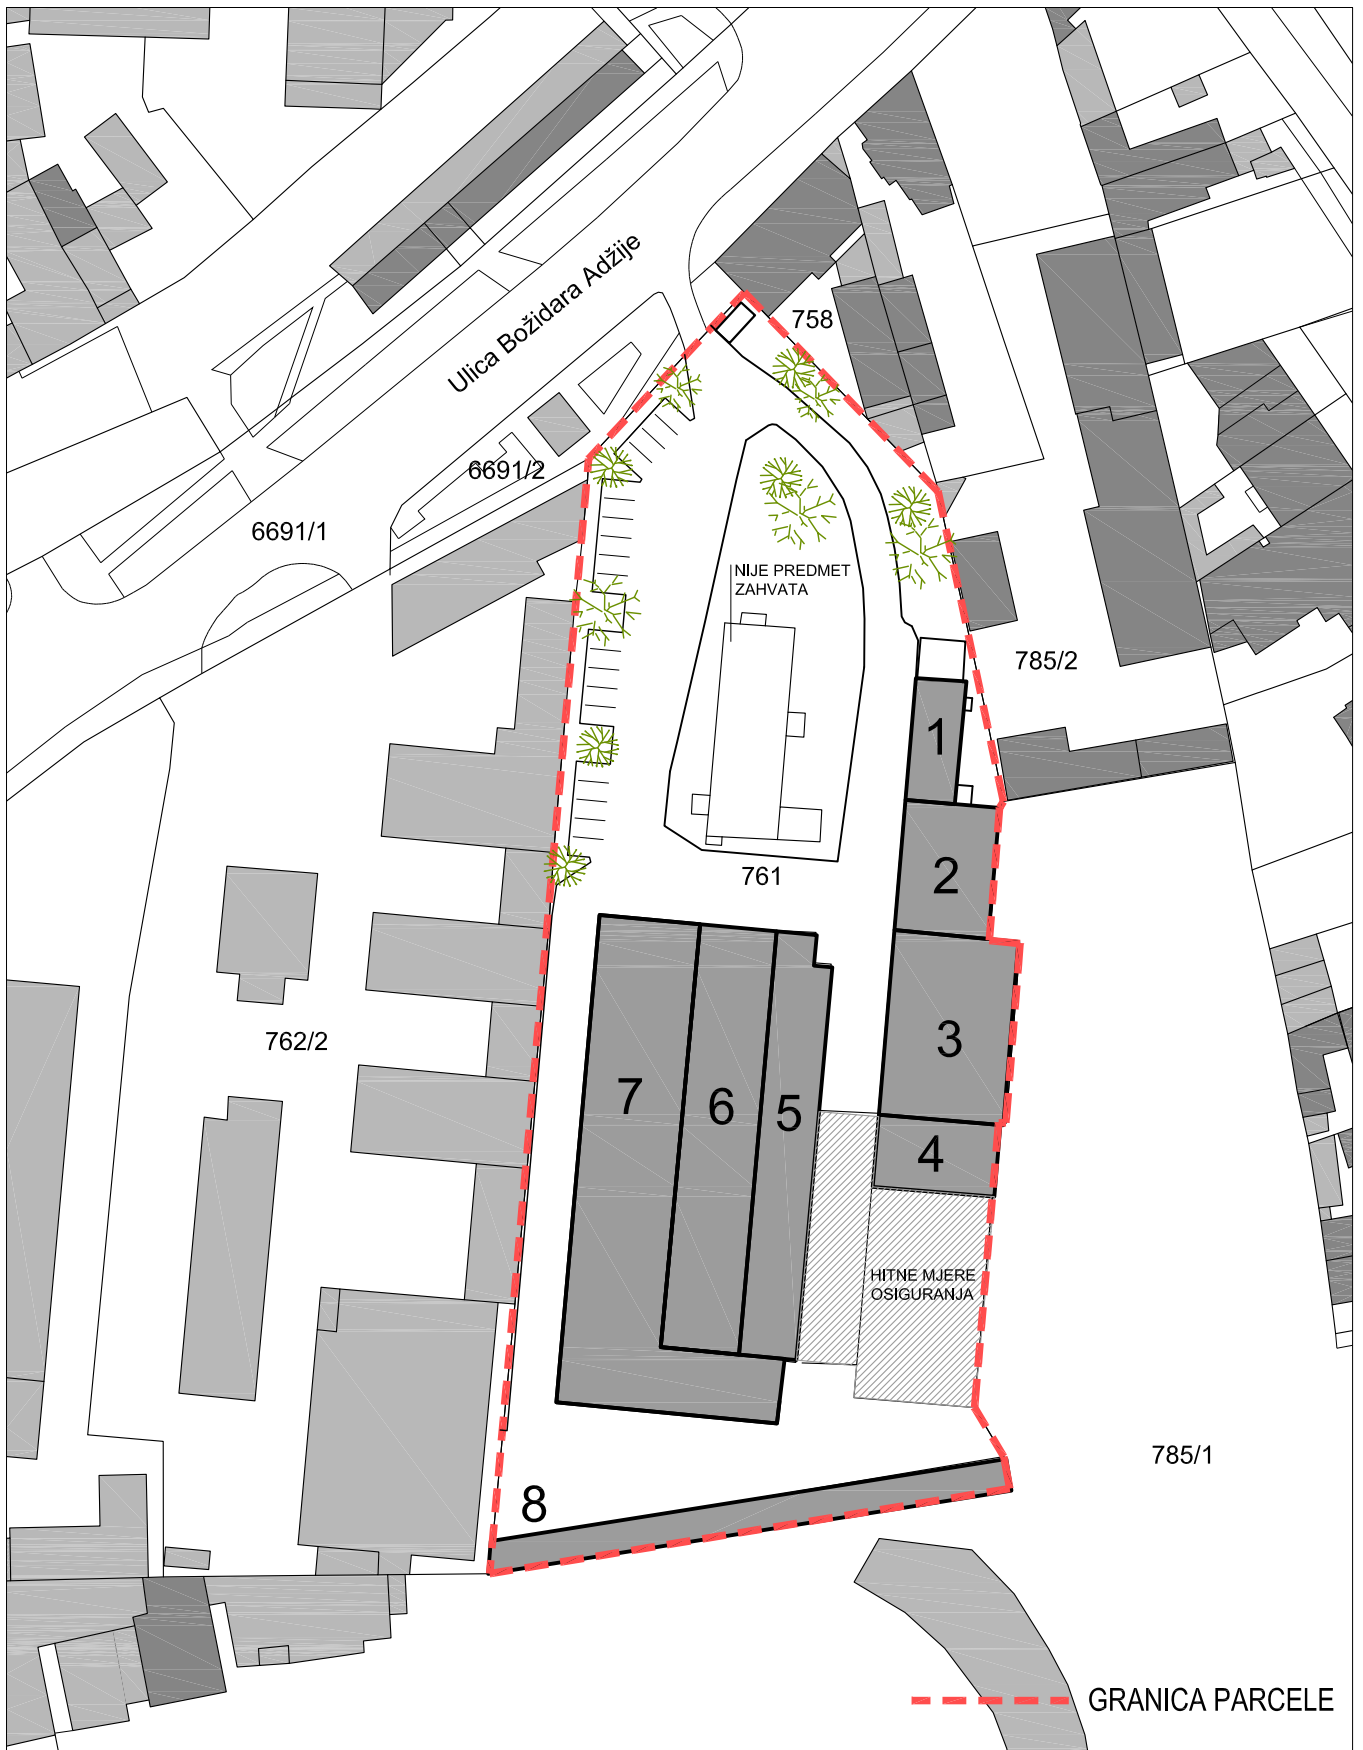 Ulica Božidara Adžije
758
6691/2
6691/1
NIJE PREDMET
ZAHVATA
785/2
1
761
2
762/2
3
7
6
5
4
HITNE MJERE
OSIGURANJA
785/1
8
GRANICA PARCELE